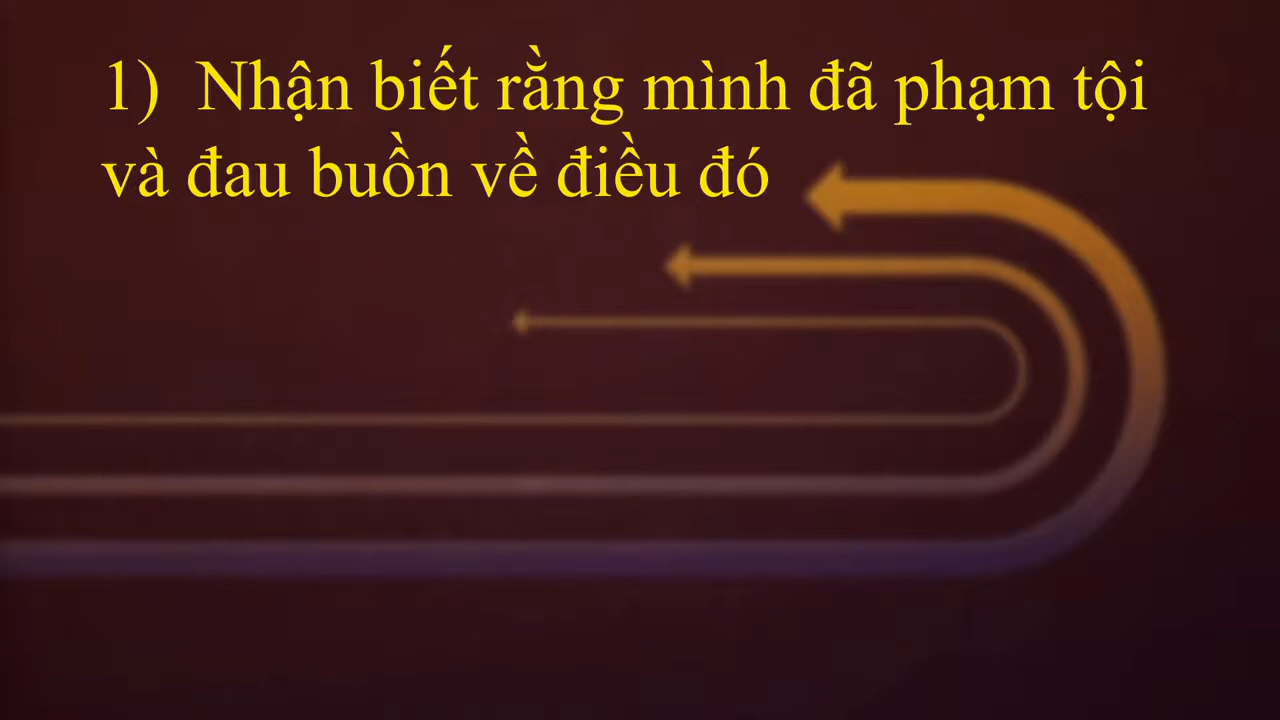 1) Nhận biết rằng mình đã phạm tội
và đau buồn về điều đó